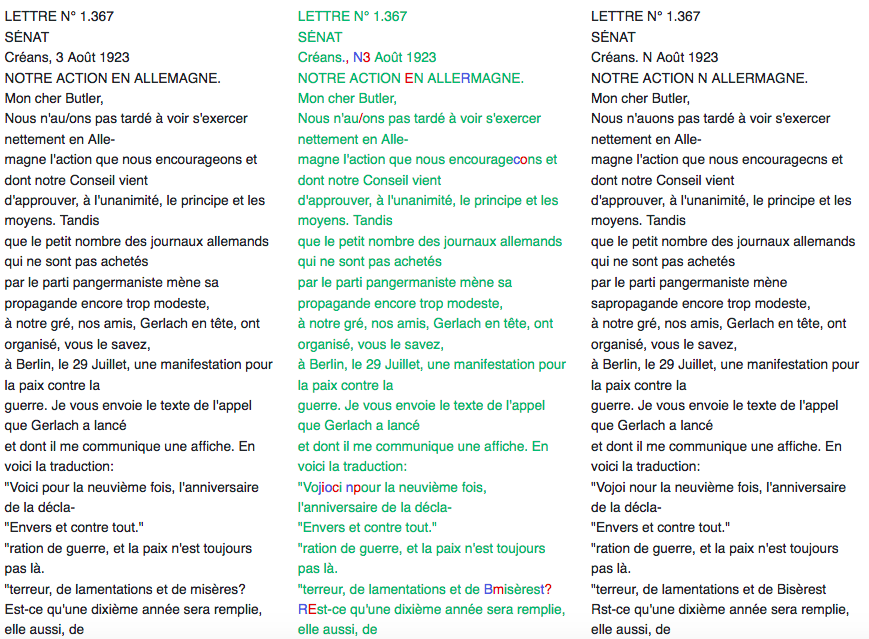 LETTRE N° 1.367
SÉNAT
Créans, 3 Août 1923
NOTRE ACTION EN ALLEMAGNE.
Mon cher Butler,
Nous n'au/ons pas tardé à voir s'exercer
nettement en Alle-
magne l'action que nous encourageons et
dont notre Conseil vient
d'approuver, à l'unanimité, le principe et les
moyens. Tandis
que le petit nombre des journaux allemands
qui ne sont pas achetés
par le parti pangermaniste mène sa
propagande encore trop modeste,
à notre gré, nos amis, Gerlach en tête, ont
organisé, vous le savez,
à Berlin, le 29 Juillet, une manifestation pour
la paix contre la
guerre. Je vous envoie le texte de l'appel
que Gerlach a lancé
et dont il me communique une affiche. En
voici la traduction:
"Voici pour la neuvième fois, l'anniversaire
de la décla-
"Envers et contre tout."
"ration de guerre, et la paix n'est toujours
pas là.
"terreur, de lamentations et de misères?
Est-ce qu'une dixième année sera remplie,
elle aussi, de
LETTRE N° 1.367
SÉNAT
Créans., N3 Août 1923
NOTRE ACTION EN ALLERMAGNE.
Mon cher Butler,
Nous n'au/ons pas tardé à voir s'exercer
nettement en Alle-
magne l'action que nous encouragecons et
dont notre Conseil vient
d'approuver, à l'unanimité, le principe et les
moyens. Tandis
que le petit nombre des journaux allemands
qui ne sont pas achetés
par le parti pangermaniste mène sa
propagande encore trop modeste,
à notre gré, nos amis, Gerlach en tête, ont
organisé, vous le savez,
à Berlin, le 29 Juillet, une manifestation pour
la paix contre la
guerre. Je vous envoie le texte de l'appel
que Gerlach a lancé
et dont il me communique une affiche. En
voici la traduction:
"Vojioci npour la neuvième fois,
l'anniversaire de la décla-
"Envers et contre tout."
"ration de guerre, et la paix n'est toujours
pas là.
"terreur, de lamentations et de Bmisèrest?
REst-ce qu'une dixième année sera remplie,
elle aussi, de
LETTRE N° 1.367
SÉNAT
Créans. N Août 1923
NOTRE ACTION N ALLERMAGNE.
Mon cher Butler,
Nous n'auons pas tardé à voir s'exercer
nettement en Alle-
magne l'action que nous encouragecns et
dont notre Conseil vient
d'approuver, à l'unanimité, le principe et les
moyens. Tandis
que le petit nombre des journaux allemands
qui ne sont pas achetés
par le parti pangermaniste mène
sapropagande encore trop modeste,
à notre gré, nos amis, Gerlach en tête, ont
organisé, vous le savez,
à Berlin, le 29 Juillet, une manifestation pour
la paix contre la
guerre. Je vous envoie le texte de l'appel
que Gerlach a lancé
et dont il me communique une affiche. En
voici la traduction:
"Vojoi nour la neuvième fois, l'anniversaire
de la décla-
"Envers et contre tout."
"ration de guerre, et la paix n'est toujours
pas là.
"terreur, de lamentations et de Bisèrest
Rst-ce qu'une dixième année sera remplie,
elle aussi, de